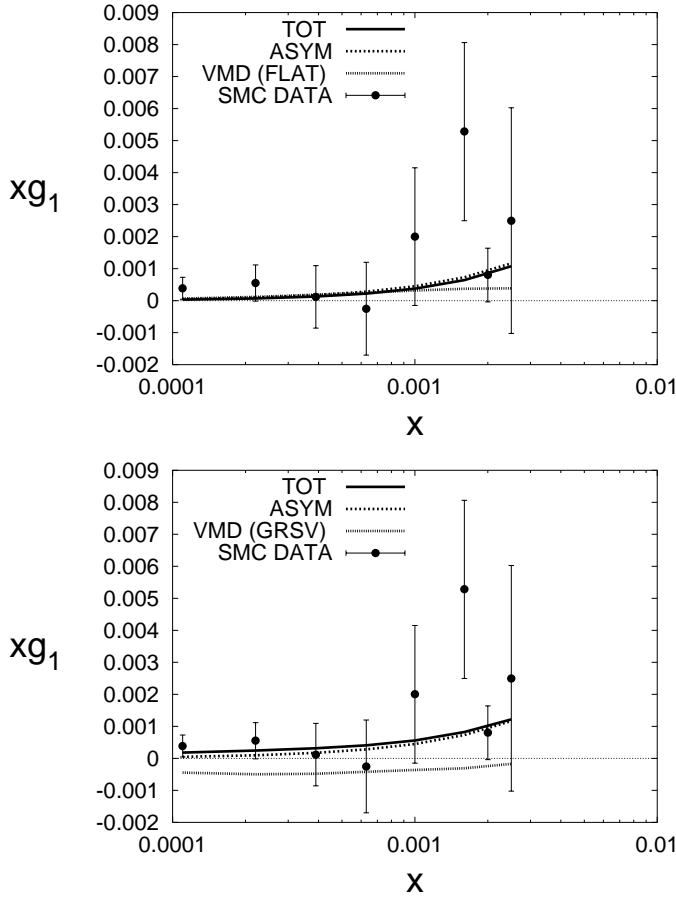 0.009
0.008
0.007
0.006
0.005
0.004
0.003
0.002
0.001
0
-0.001
-0.002
TOT
ASYM
VMD (FLAT)
SMC DATA
xg1
0.0001 0.001 0.01
x
0.009
0.008
0.007
0.006
0.005
0.004
0.003
0.002
0.001
0
-0.001
-0.002
TOT
ASYM
VMD (GRSV)
SMC DATA
xg1
0.0001 0.001 0.01
x